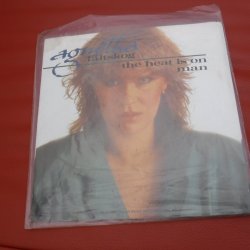 agnetha
fältskog
the heat is on
man